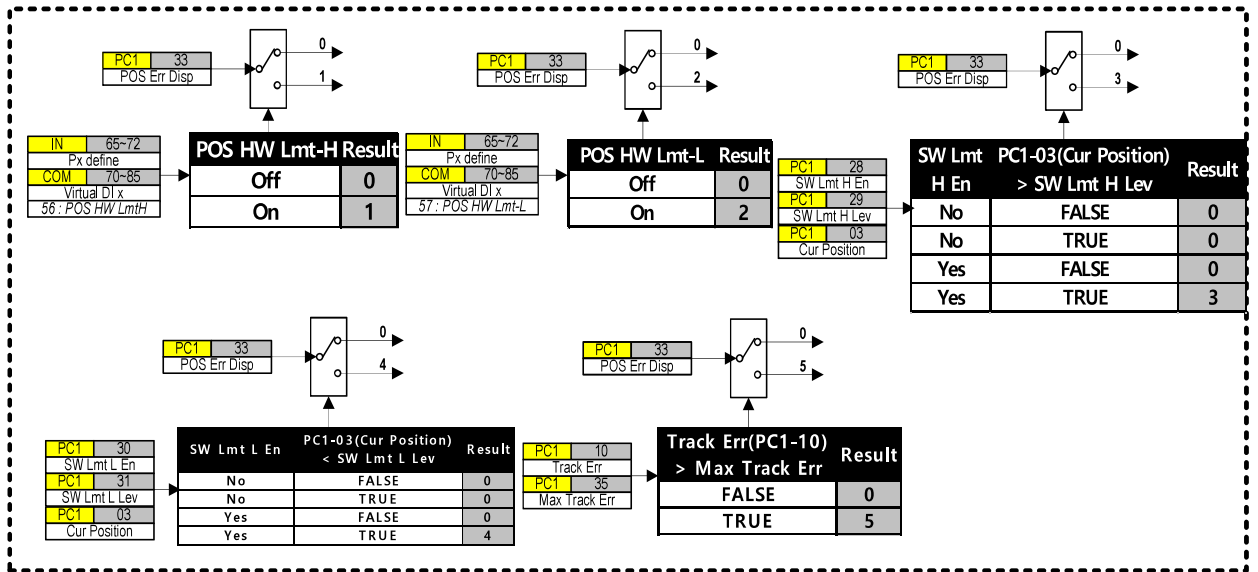 0
PC1 33
POS Err Disp
1
IN 65~72
Px define
COM 70~85
Virtual DI x
56 : POS HW LmtH
POS HW Lmt-H Result
Off 0
On 1
0
PC1 33
POS Err Disp
2
IN 65~72
Px define
COM 70~85
Virtual DI x
57 : POS HW Lmt-L
POS HW Lmt-L Result
Off 0
On 2
0
PC1 33
POS Err Disp
3
PC1 28
SW Lmt H En
PC1 29
SW Lmt H Lev
PC1 03
Cur Position
SW Lmt PC1-03(Cur Position) Result
H En > SW Lmt H Lev
No FALSE 0
No TRUE 0
Yes FALSE 0
Yes TRUE 3
0
PC1 33
POS Err Disp
4
PC1 30
SW Lmt L En
PC1 31
SW Lmt L Lev
PC1 03
Cur Position
SW Lmt L En PC1-03(Cur Position) Result
< SW Lmt L Lev
No FALSE 0
No TRUE 0
Yes FALSE 0
Yes TRUE 4
0
PC1 33
POS Err Disp
5
PC1 10
Track Err
PC1 35
Max Track Err
Track Err(PC1-10) Result
> Max Track Err
FALSE 0
TRUE 5